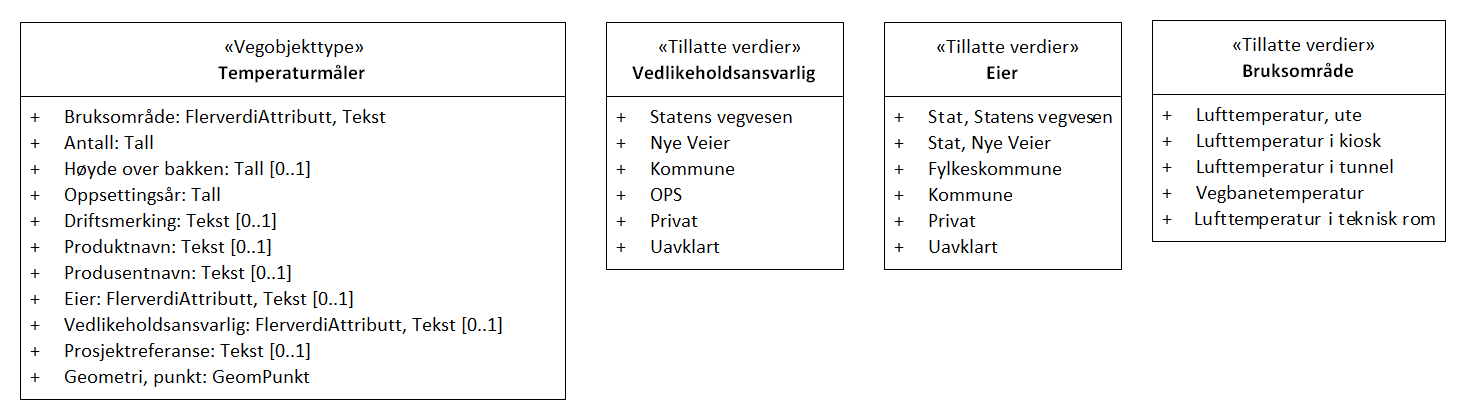 «Vegobjekttype»
Temperaturmåler
+ Bruksområde: FlerverdiAttributt, Tekst
+ Antall: Tall
+ Høyde over bakken: Tall [0..1]
+ Oppsettingsår: Tall
+ Driftsmerking: Tekst [0..1]
+ Produktnavn: Tekst [0..1]
+ Produsentnavn: Tekst [0..1]
+ Eier: FlerverdiAttributt, Tekst [0..1]
+ Vedlikeholdsansvarlig: FlerverdiAttributt, Tekst [0..1]
+ Prosjektreferanse: Tekst [0..1]
+ Geometri, punkt: GeomPunkt
«Tillatte verdier»
Vedlikeholdsansvarlig
+ Statens vegvesen
+ Nye Veier
+ Kommune
+ OPS
+ Privat
+ Uavklart
«Tillatte verdier»
Eier
+ Stat, Statens vegvesen
+ Stat, Nye Veier
+ Fylkeskommune
+ Kommune
+ Privat
+ Uavklart
«Tillatte verdier»
Bruksområde
+ Lufttemperatur, ute
+ Lufttemperatur i kiosk
+ Lufttemperatur i tunnel
+ Vegbanetemperatur
+ Lufttemperatur i teknisk rom